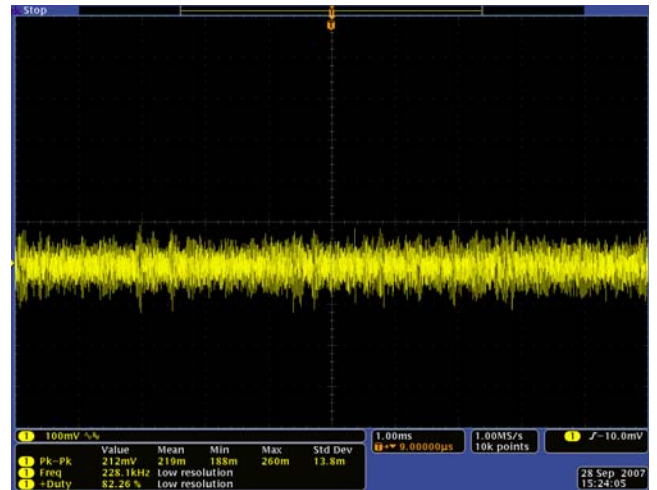 Stop
1 100mV
1.00ms
1.00MS/s
10k points
1 -10.0mV
T 9.00000µs
Value Mean Min Max Std Dev
1 Pk-Pk 212mV 219m 188m 260m 13.8m
1 Freq 228.1kHz Low resolution
1 +Duty 82.26 % Low resolution
28 Sep 2007
15:24:05